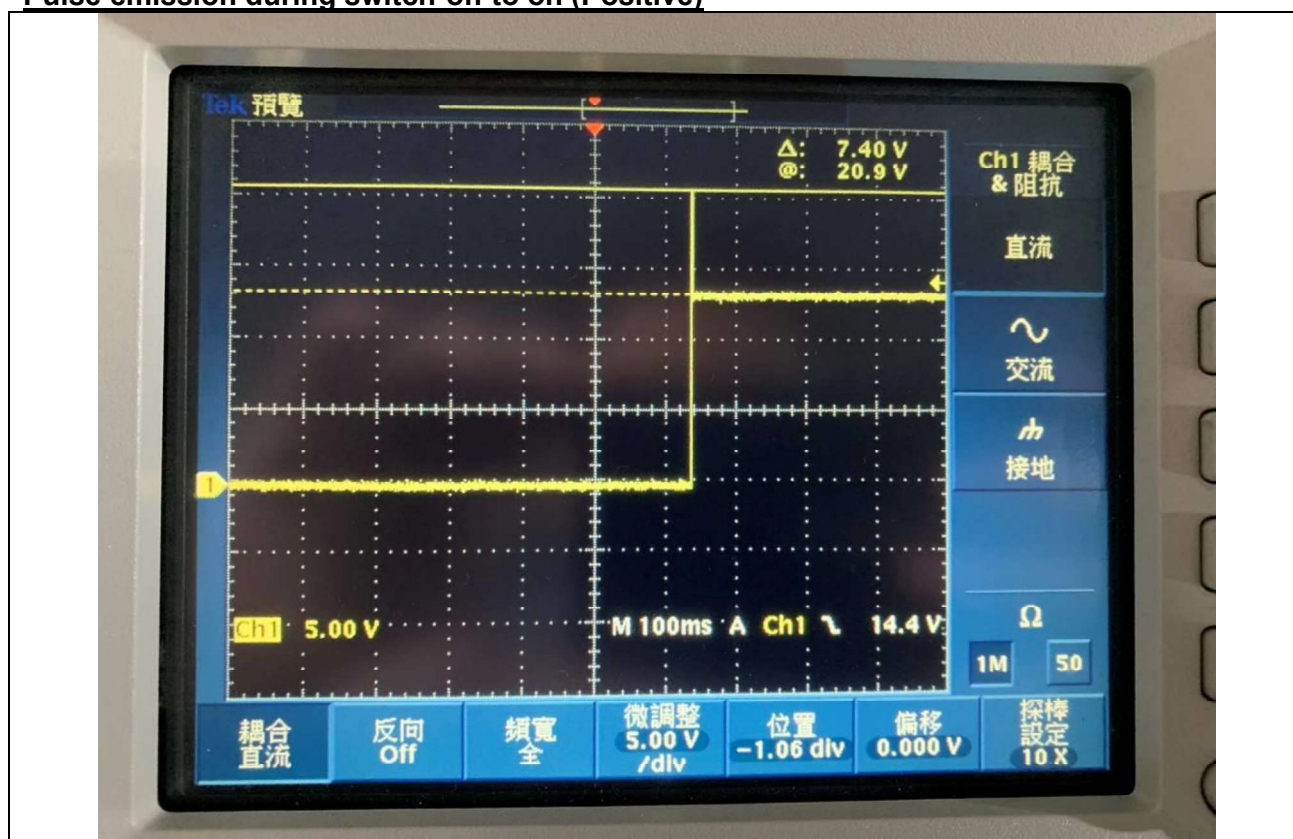 Pulse emission during switch on to on (Positive)
Tek 預覽
Δ: 7.40 V
@: 20.9 V
Ch1 耦合
& 阻抗
直流
交流
接地
1
Ch1 5.00 V
M 100ms A Ch1 14.4 V
Ω
1M 50
耦合
直流
反向
Off
頻寬
全
微調整
5.00 V
/div
位置
-1.06 div
偏移
0.000 V
探棒
設定
10 X